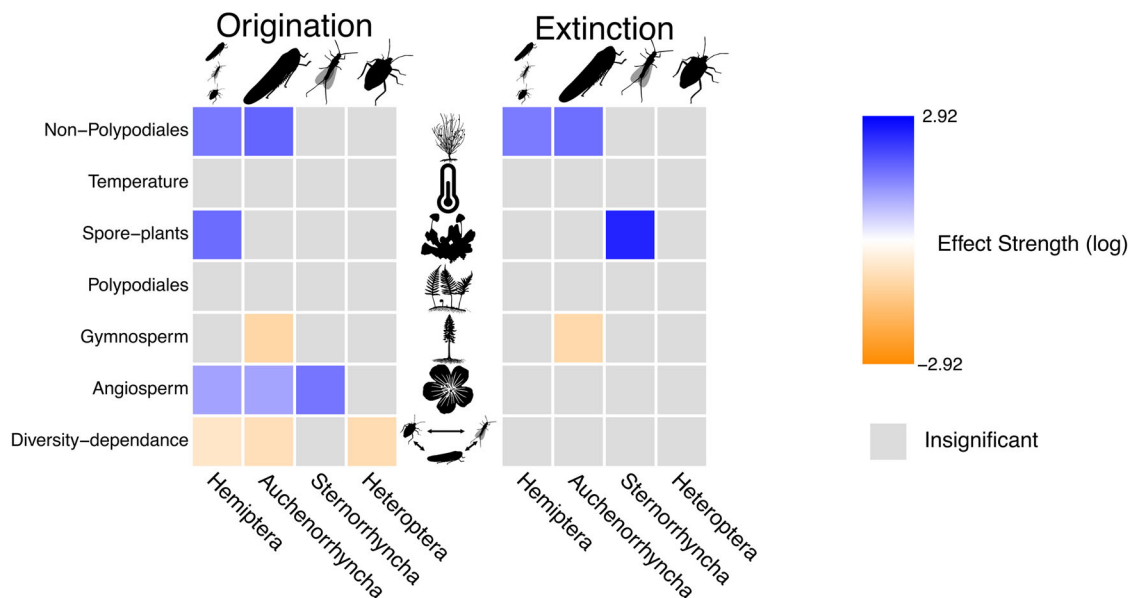 Origination
Extinction
Non−Polypodiales
Temperature
Spore−plants
Polypodiales
Gymnosperm
Angiosperm
Diversity−dependance
Hemiptera
Auchenorrhyncha
Sternorrhyncha
Heteroptera
Hemiptera
Auchenorrhyncha
Sternorrhyncha
Heteroptera
2.92
Effect Strength (log)
−2.92
Insignificant